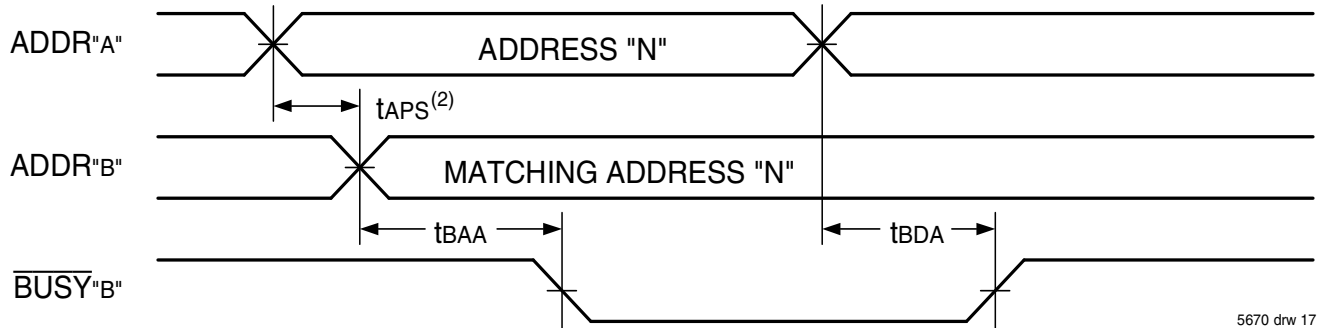 ADDR"A"
ADDRESS "N"
tAPS(2)
ADDR"B"
MATCHING ADDRESS "N"
tBAA
tBDA
BUSY"B"
5670 drw 17